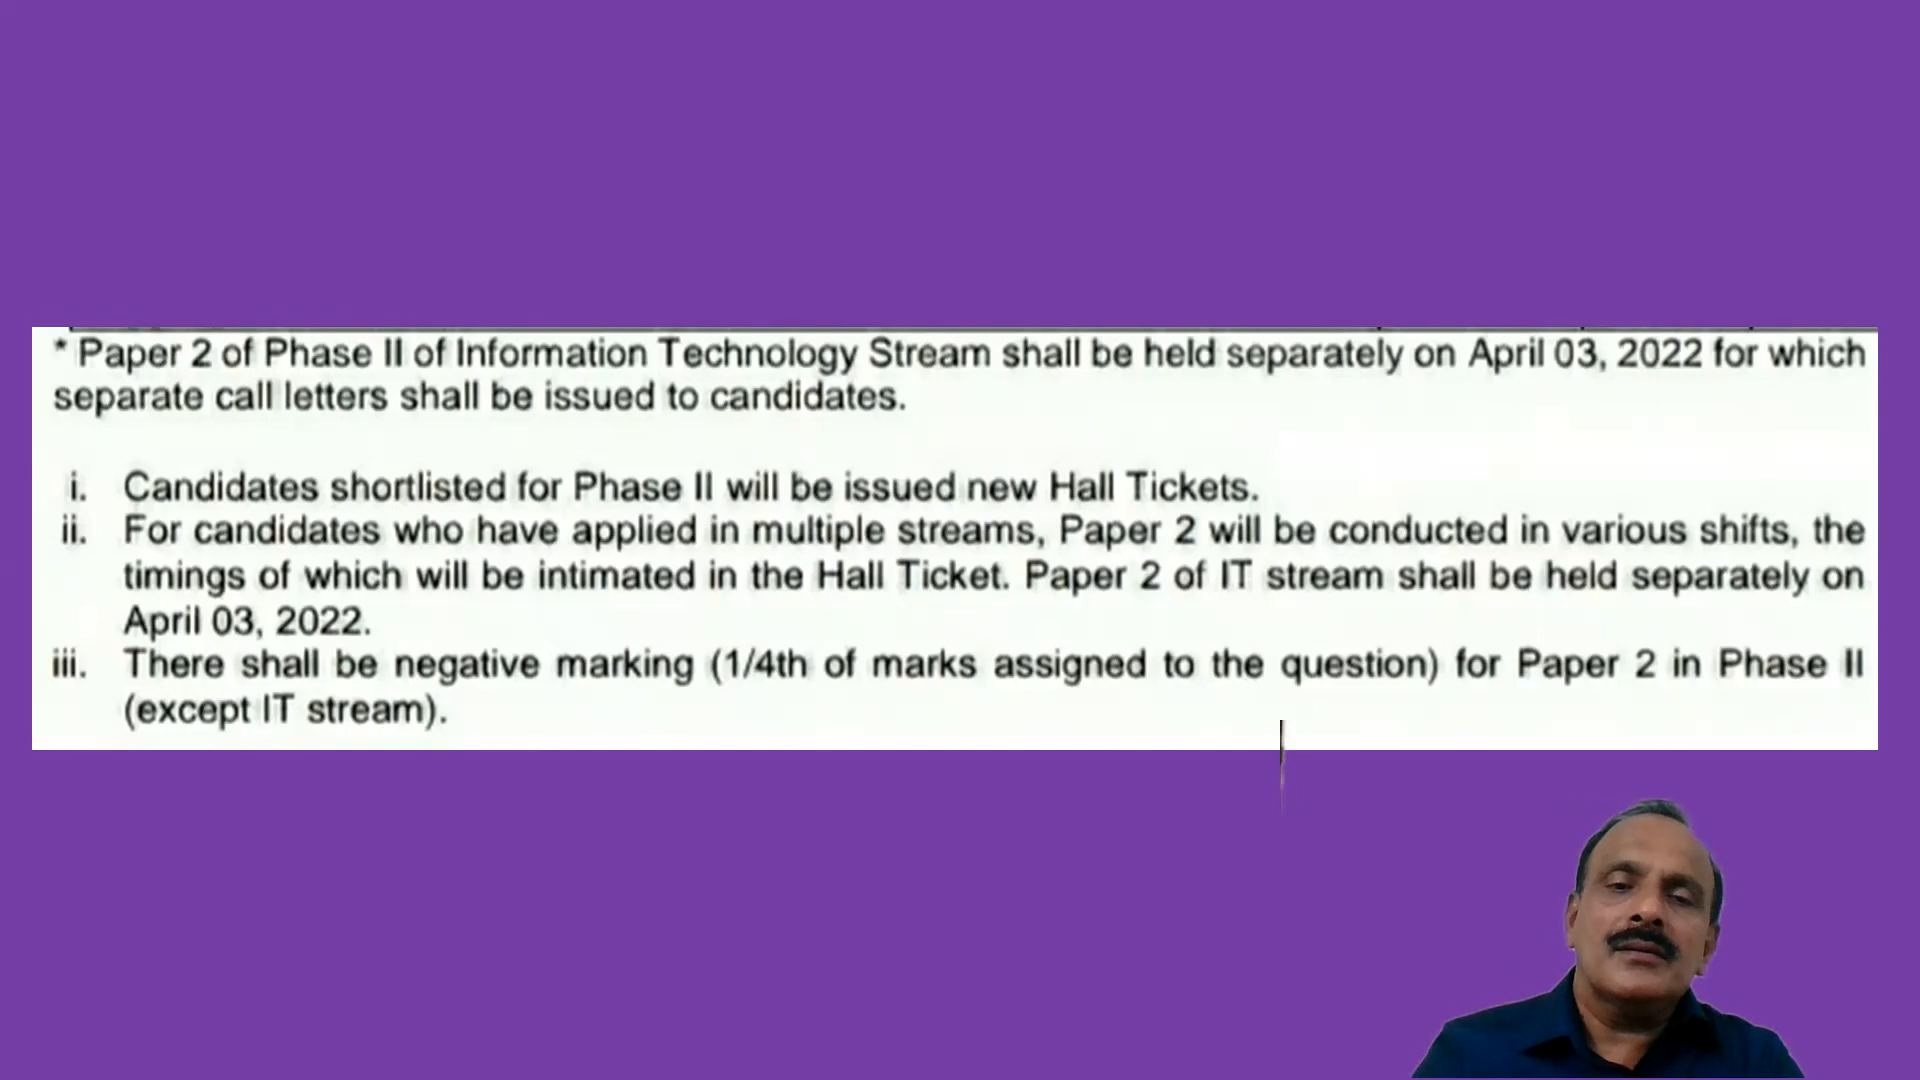 * Paper 2 of Phase II of Information Technology Stream shall be held separately on April 03, 2022 for which
separate call letters shall be issued to candidates.
i. Candidates shortlisted for Phase II will be issued new Hall Tickets.
ii. For candidates who have applied in multiple streams, Paper 2 will be conducted in various shifts, the
timings of which will be intimated in the Hall Ticket. Paper 2 of IT stream shall be held separately on
April 03, 2022.
iii. There shall be negative marking (1/4th of marks assigned to the question) for Paper 2 in Phase II
(except IT stream).